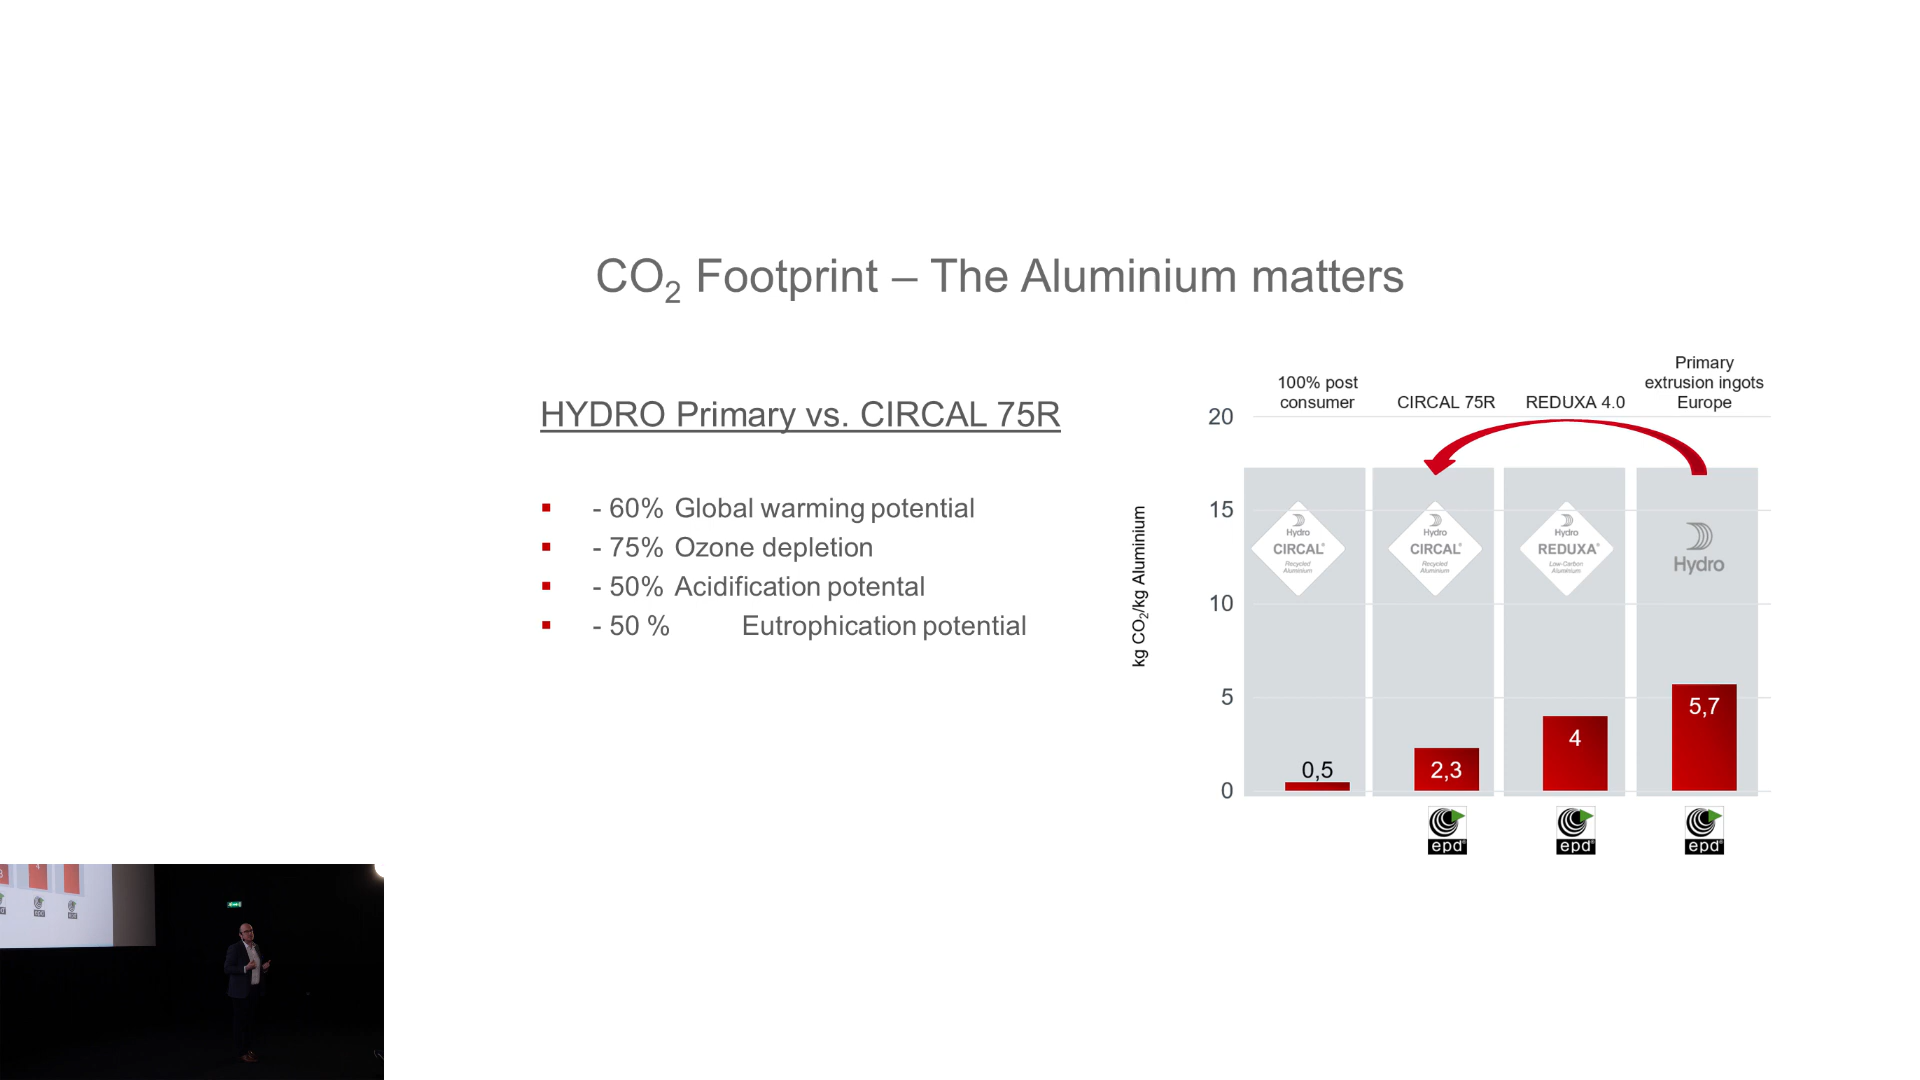 CO₂ Footprint – The Aluminium matters
HYDRO Primary vs. CIRCAL 75R
- 60% Global warming potential
- 75% Ozone depletion
- 50% Acidification potental
- 50 % Eutrophication potential
kg CO₂/kg Aluminium
20
15
10
5
0
100% post
consumer
CIRCAL 75R
REDUXA 4.0
Primary
extrusion ingots
Europe
Hydro
CIRCAL®
Recycled
Aluminium
Hydro
CIRCAL®
Recycled
Aluminium
Hydro
REDUXA®
Low-Carbon
Aluminium
Hydro
0,5
2,3
4
5,7
epd®
epd®
epd®